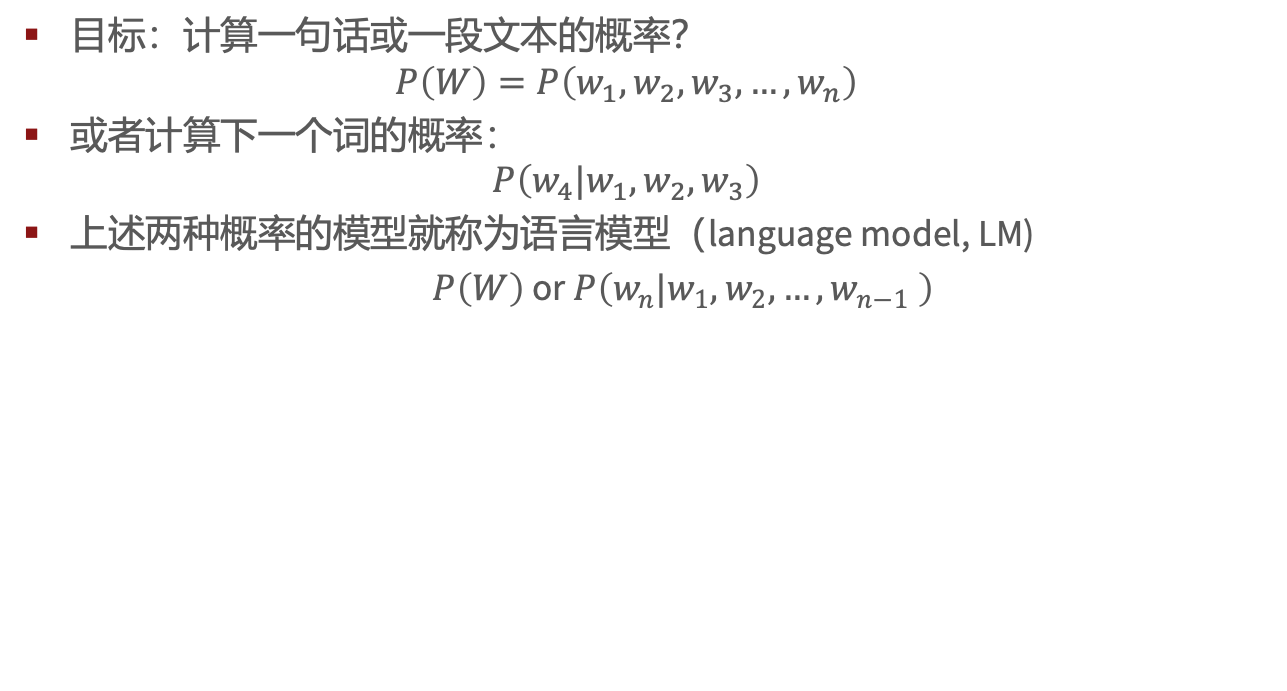 ▪ 目标：计算一句话或一段文本的概率？
P(W) = P(w₁, w₂, w₃, …, wₙ)
▪ 或者计算下一个词的概率：
P(w₄|w₁, w₂, w₃)
▪ 上述两种概率的模型就称为语言模型（language model, LM)
P(W) or P(wₙ|w₁, w₂, …, wₙ₋₁ )